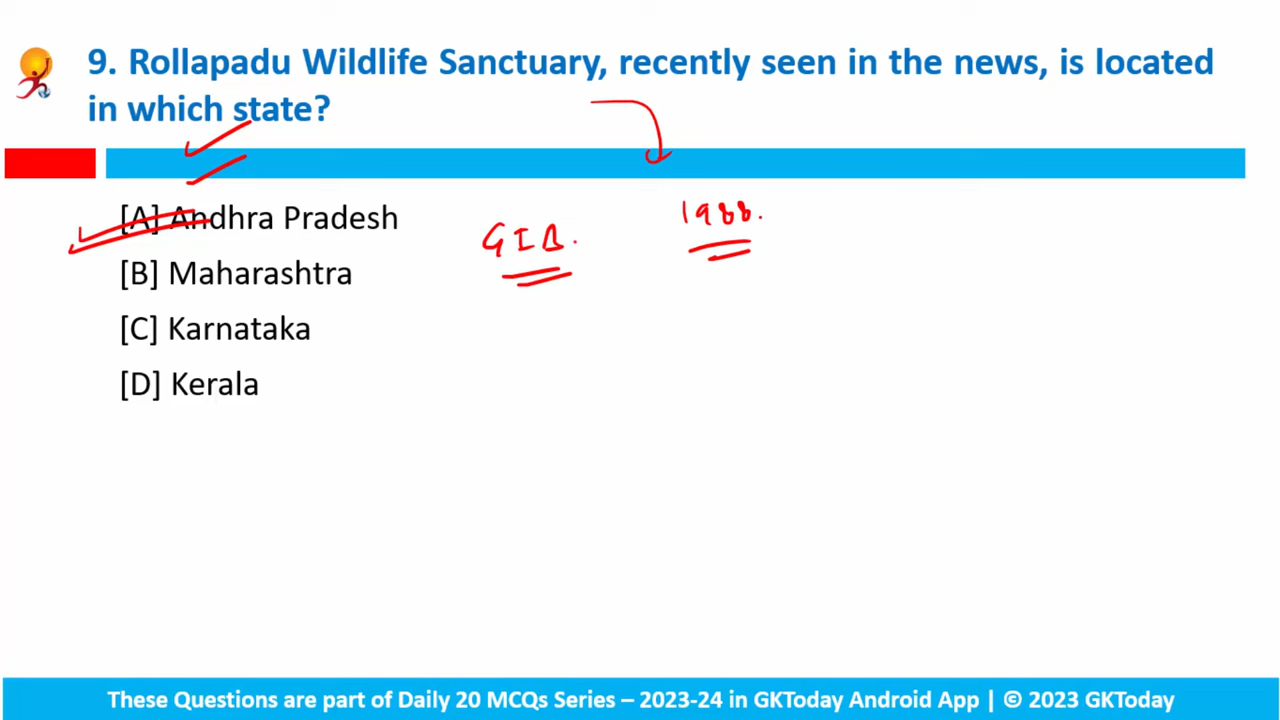 9. Rollapadu Wildlife Sanctuary, recently seen in the news, is located
in which state?
[A] Andhra Pradesh
GIB.
1988.
[B] Maharashtra
[C] Karnataka
[D] Kerala
These Questions are part of Daily 20 MCQs Series – 2023-24 in GKToday Android App | © 2023 GKToday